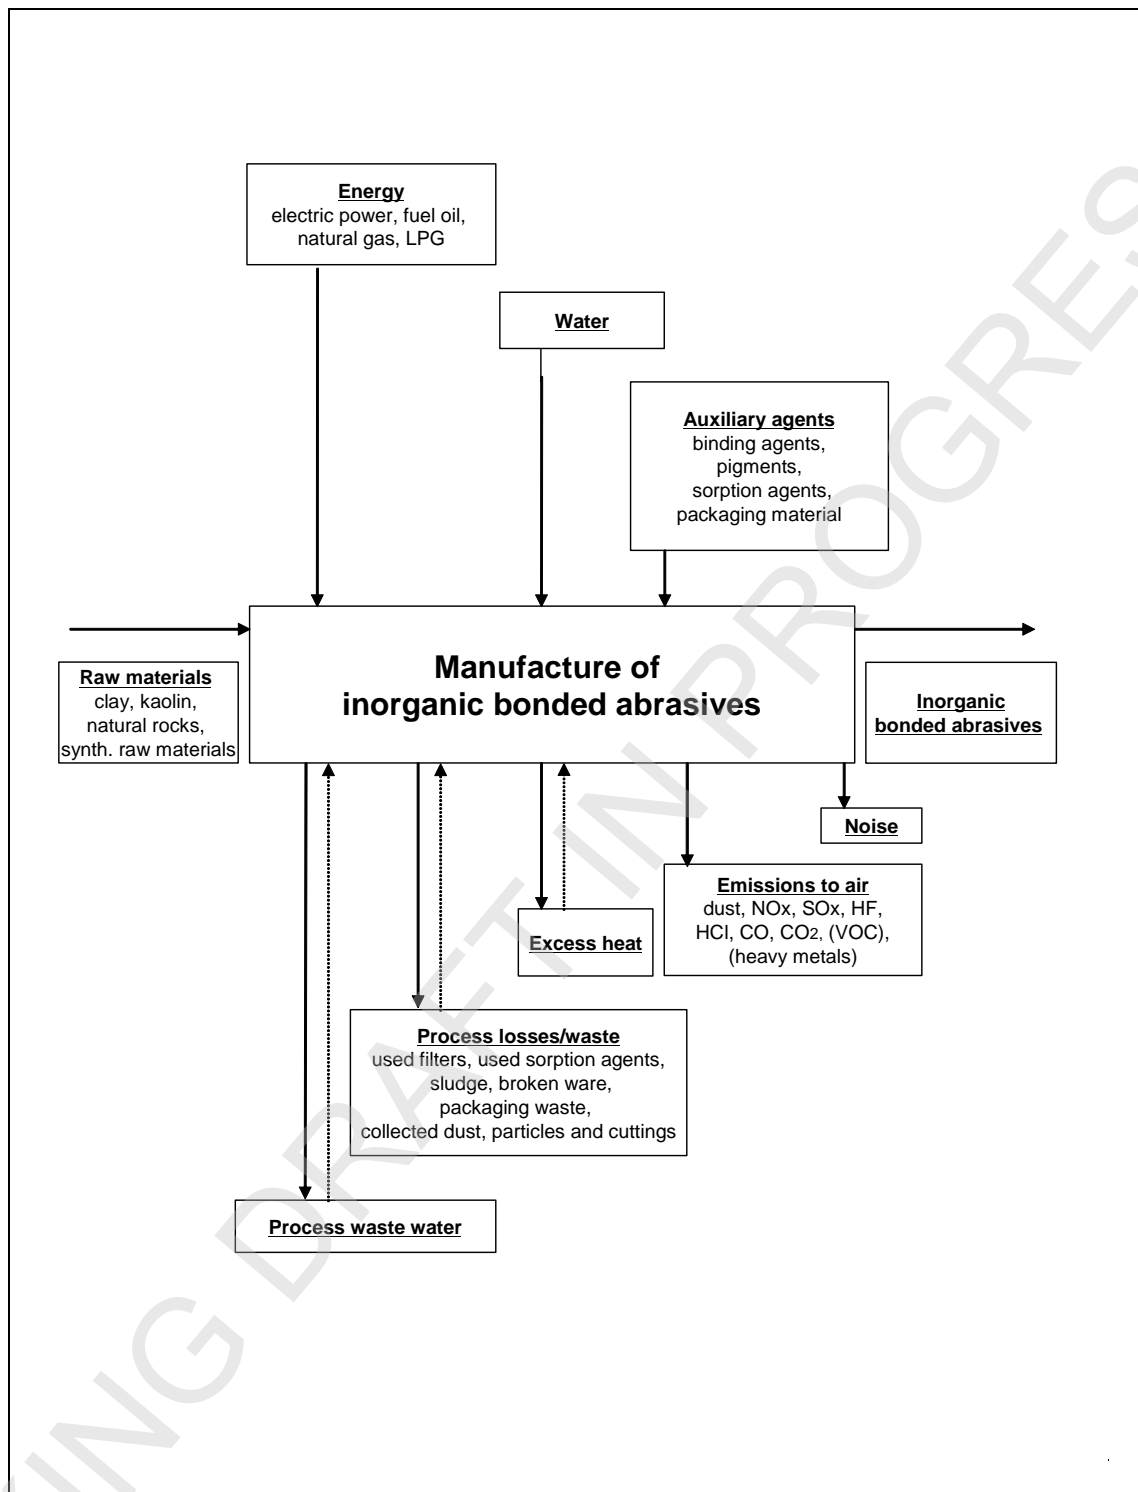 Energy
electric power, fuel oil,
natural gas, LPG
Water
Auxiliary agents
binding agents,
pigments,
sorption agents,
packaging material
Manufacture of
inorganic bonded abrasives
Raw materials
clay, kaolin,
natural rocks,
synth. raw materials
Inorganic
bonded abrasives
Noise
Emissions to air
dust, NOx, SOx, HF,
HCl, CO, CO2, (VOC),
(heavy metals)
Excess heat
Process losses/waste
used filters, used sorption agents,
sludge, broken ware,
packaging waste,
collected dust, particles and cuttings
Process waste water
KING DRAFT IN PROGRES